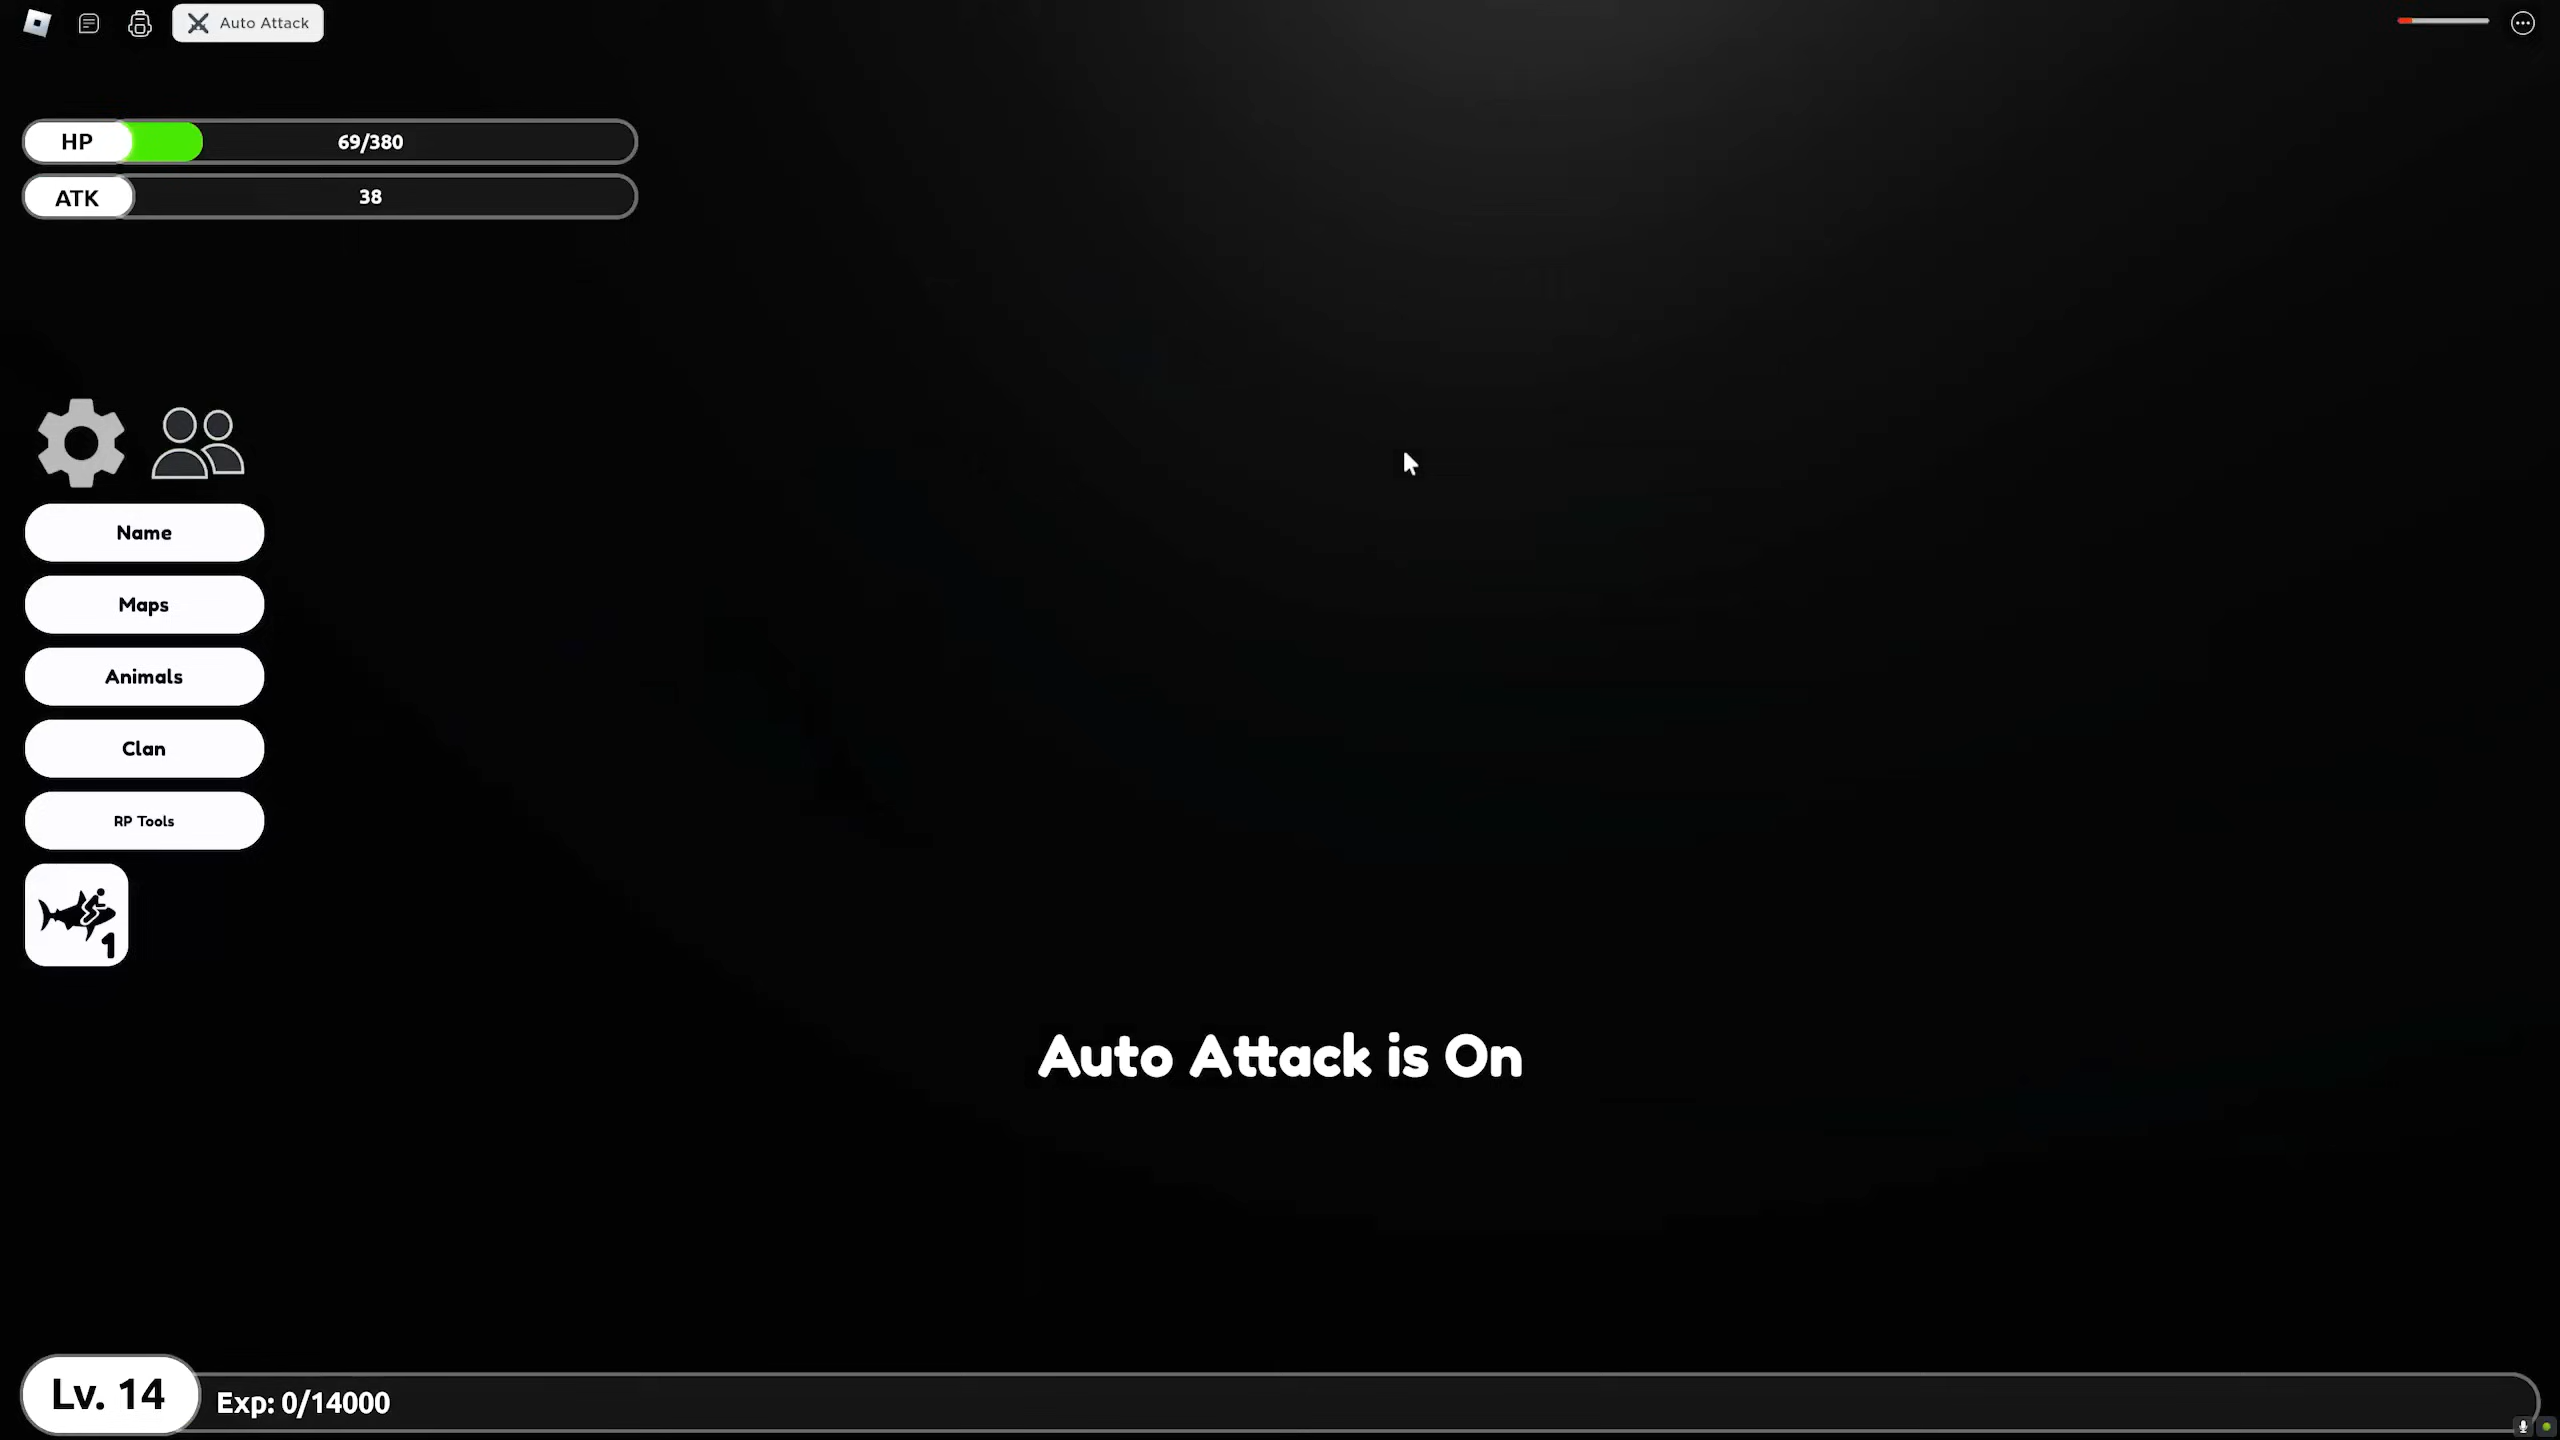 Auto Attack
HP
69/380
ATK
38
Name
Maps
Animals
Clan
RP Tools
1
Auto Attack is On
Lv. 14
Exp: 0/14000